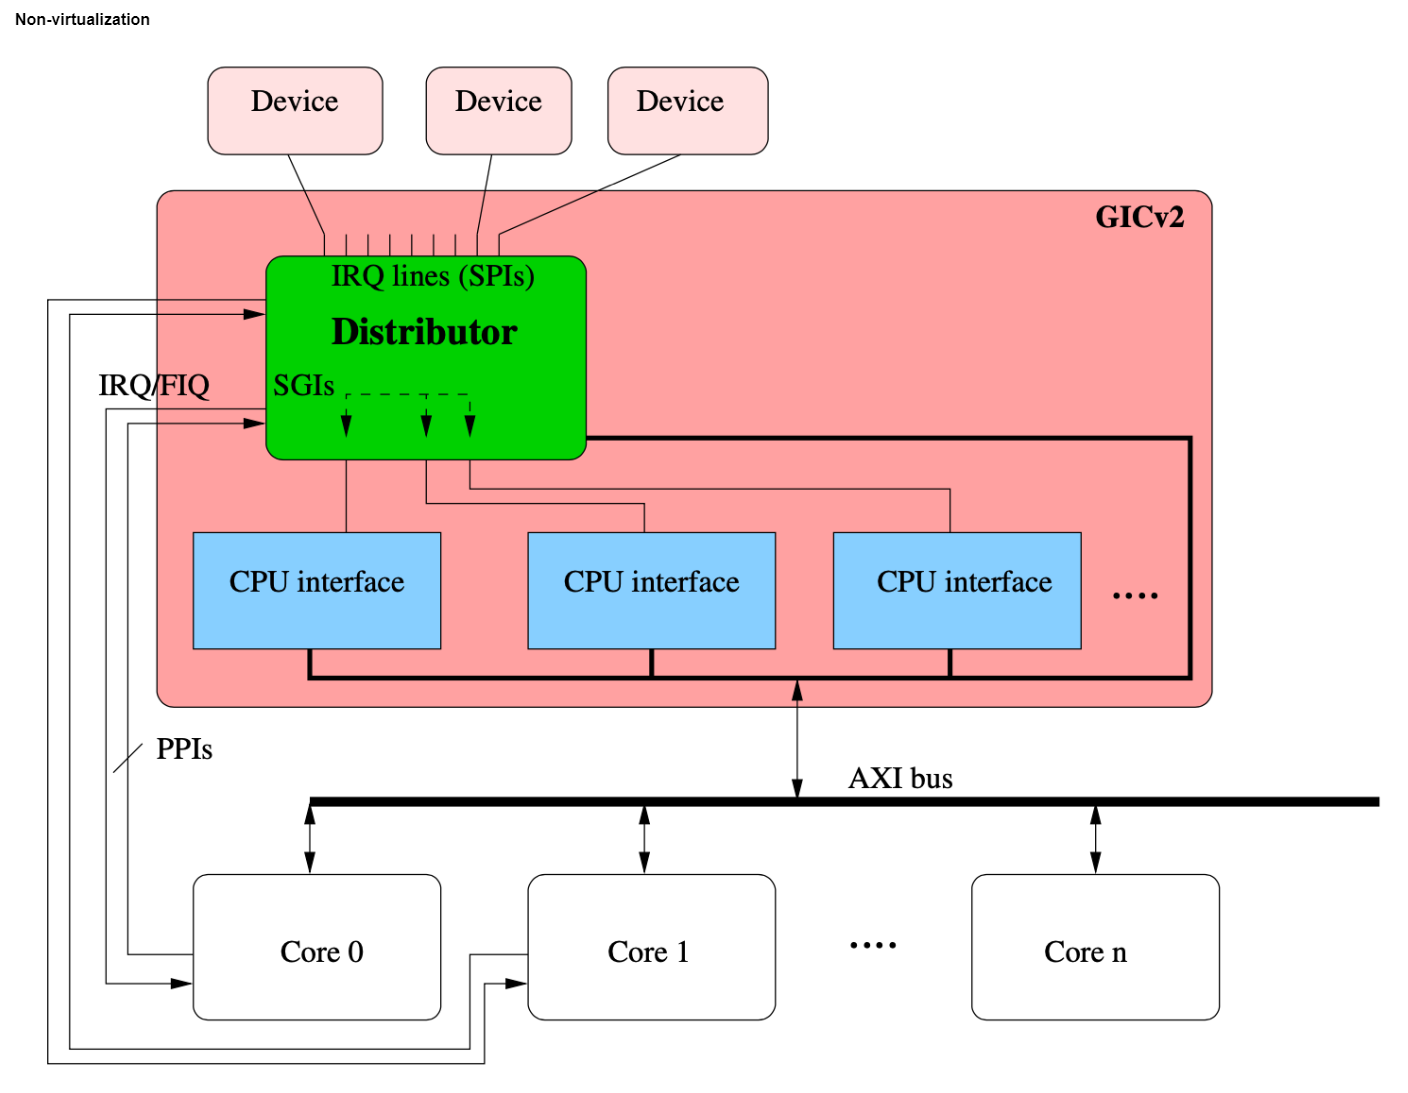 Non-virtualization
Device
Device
Device
GICv2
IRQ lines (SPIs)
Distributor
IRQ/FIQ
SGIs
CPU interface
CPU interface
CPU interface
....
PPIs
AXI bus
Core 0
Core 1
....
Core n